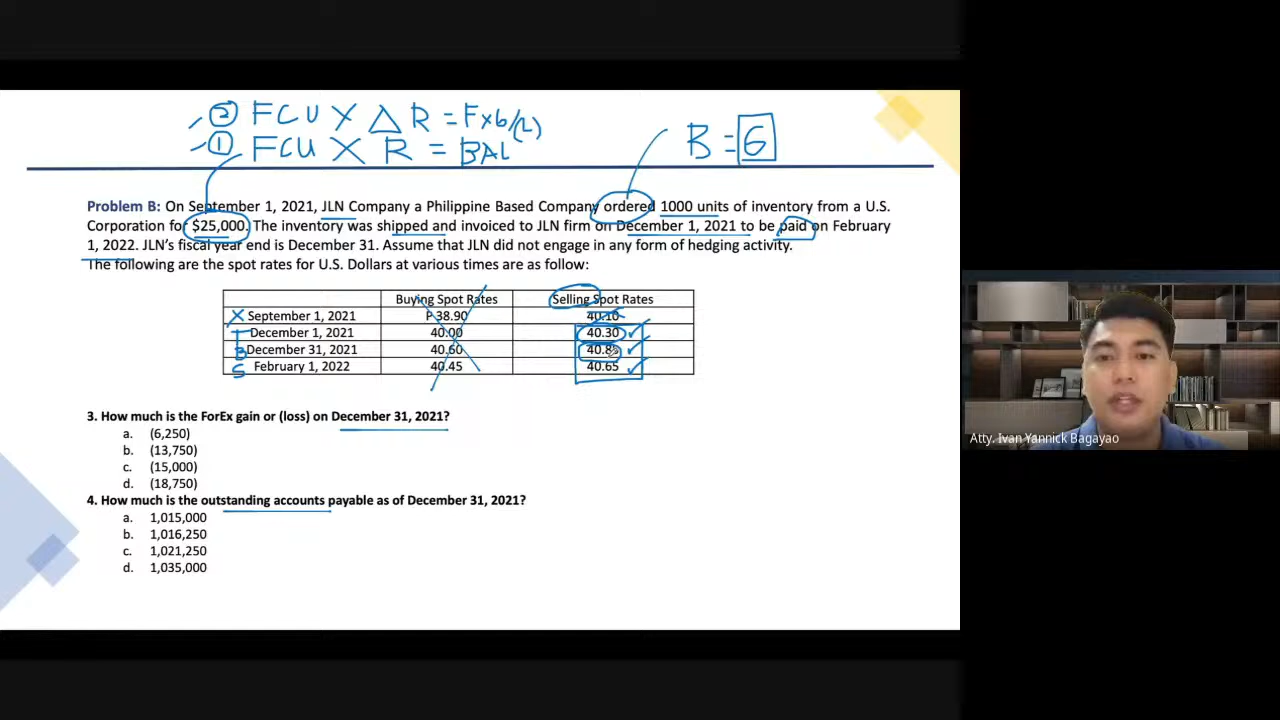 ② FCU X △ R = Fx G/(L)
① FCU X R = BAL
B = 6
Problem B: On September 1, 2021, JLN Company a Philippine Based Company ordered 1000 units of inventory from a U.S.
Corporation for $25,000. The inventory was shipped and invoiced to JLN firm on December 1, 2021 to be paid on February
1, 2022. JLN's fiscal year end is December 31. Assume that JLN did not engage in any form of hedging activity.
The following are the spot rates for U.S. Dollars at various times are as follow:
Buying Spot Rates Selling Spot Rates
X September 1, 2021 P 38.90 40.10
T December 1, 2021 40.00 40.30
B December 31, 2021 40.60 40.8
S February 1, 2022 40.45 40.65
3. How much is the ForEx gain or (loss) on December 31, 2021?
a. (6,250)
b. (13,750)
c. (15,000)
d. (18,750)
4. How much is the outstanding accounts payable as of December 31, 2021?
a. 1,015,000
b. 1,016,250
c. 1,021,250
d. 1,035,000
Atty. Ivan Yannick Bagayao